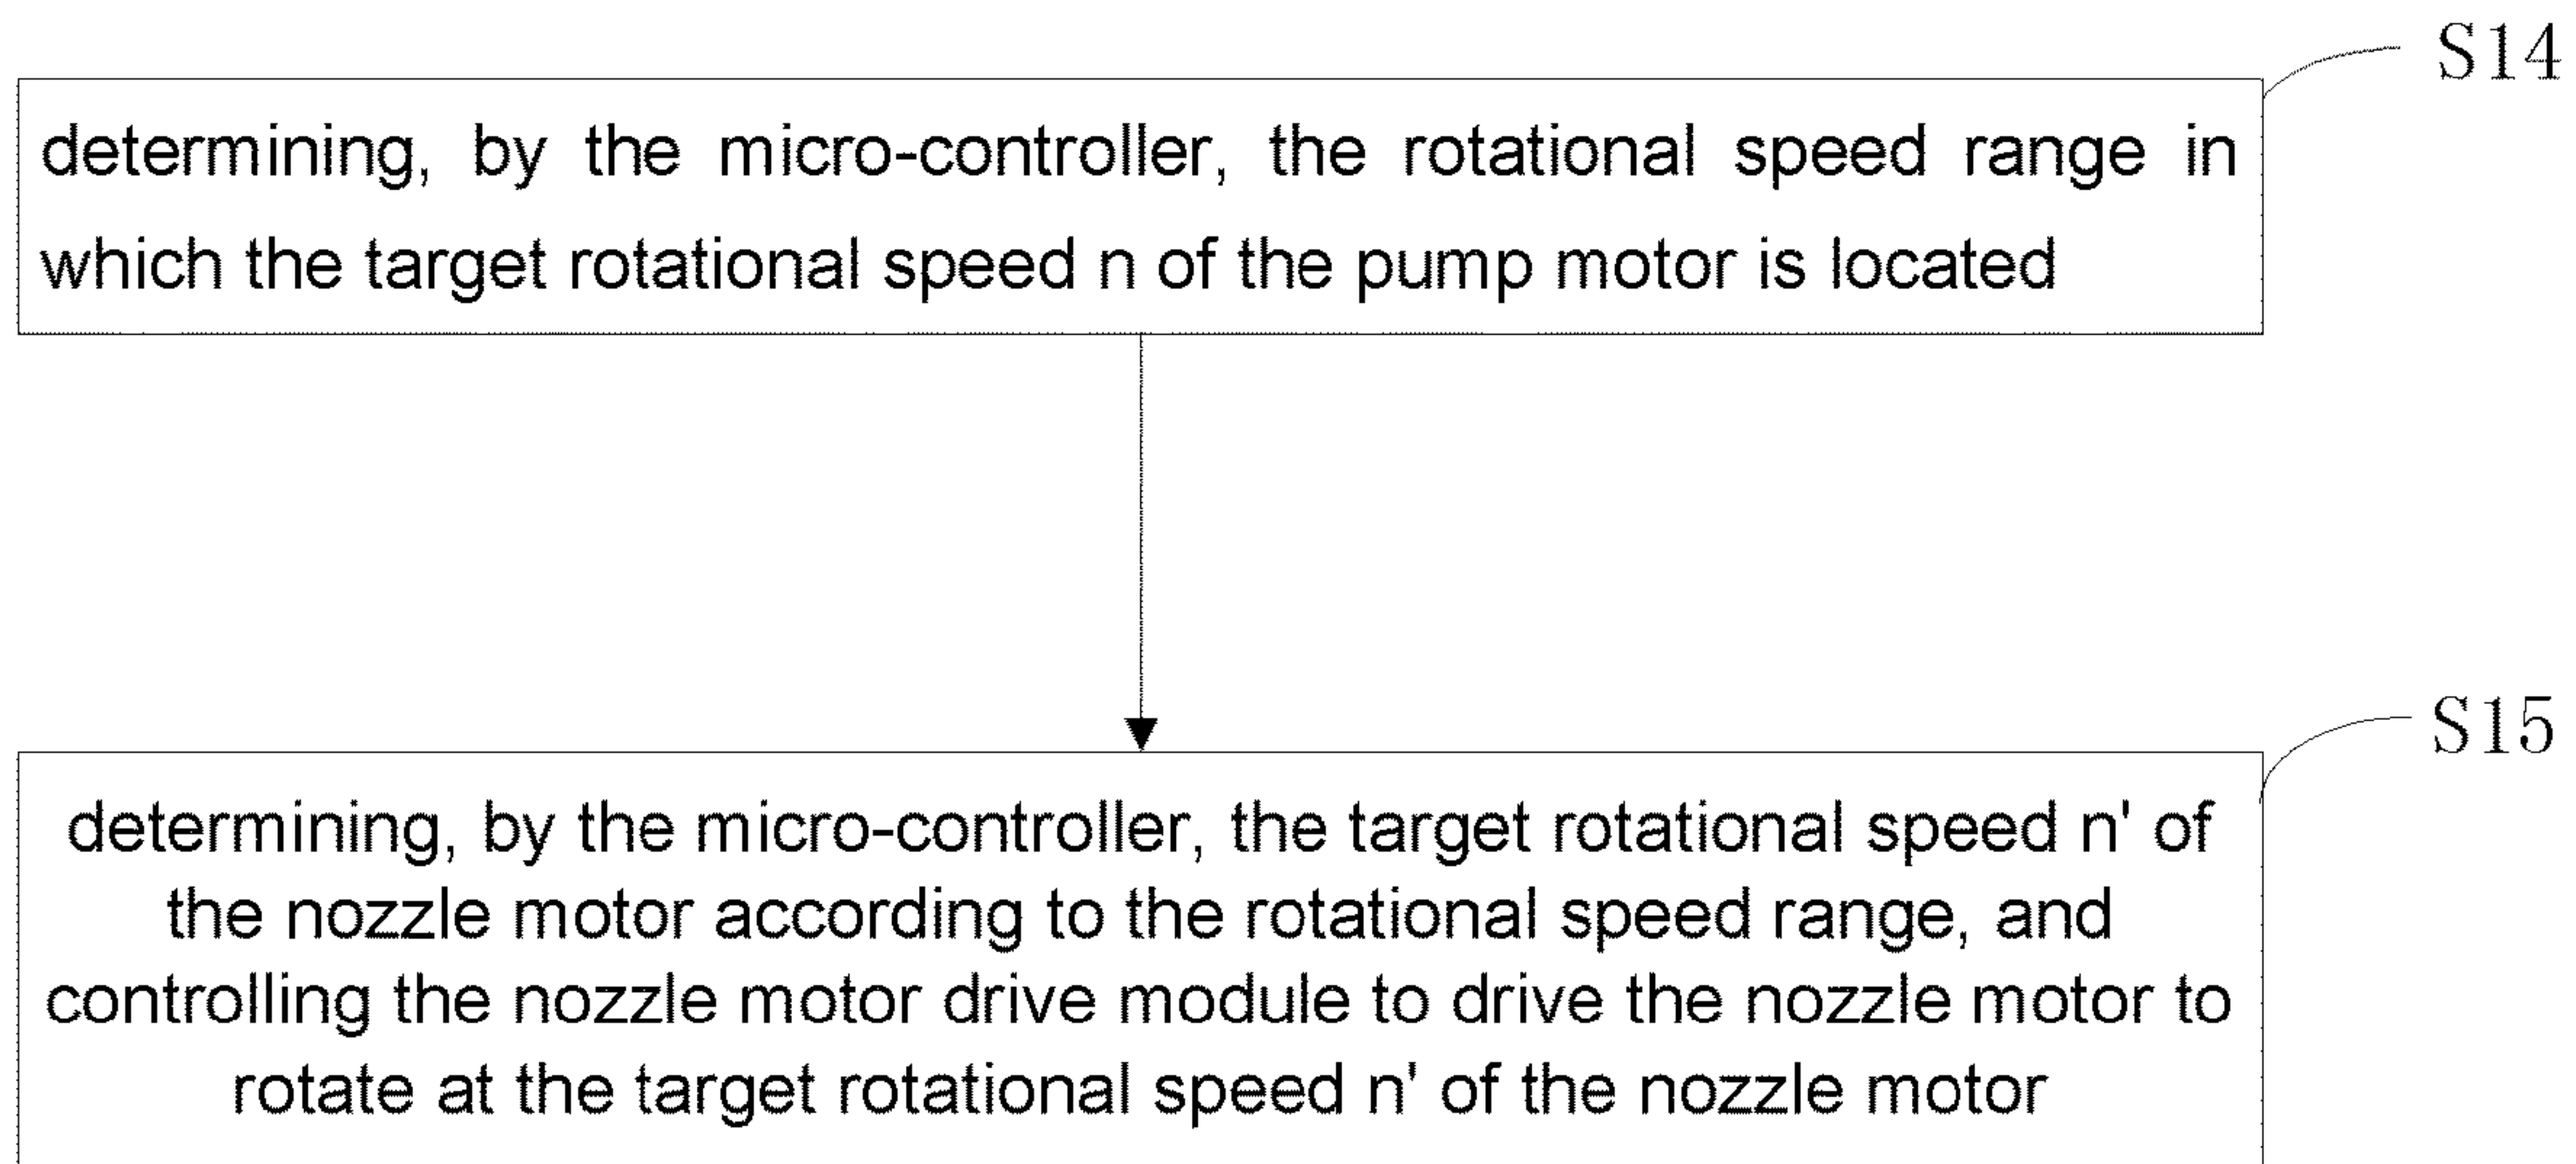 S14
determining, by the micro-controller, the rotational speed range in
which the target rotational speed n of the pump motor is located
S15
determining, by the micro-controller, the target rotational speed n' of
the nozzle motor according to the rotational speed range, and
controlling the nozzle motor drive module to drive the nozzle motor to
rotate at the target rotational speed n' of the nozzle motor